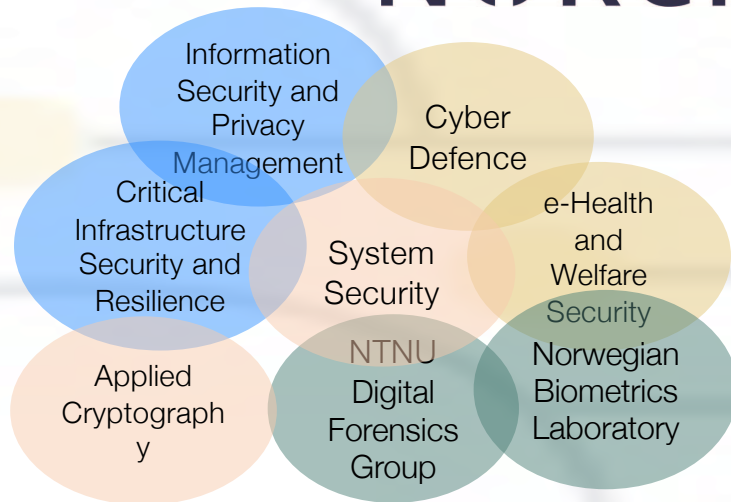 Information
Security and
Privacy
Management
Cyber
Defence
Critical
Infrastructure
Security and
Resilience
System
Security
e-Health
and
Welfare
Security
Applied
Cryptograph
y
NTNU
Digital
Forensics
Group
Norwegian
Biometrics
Laboratory